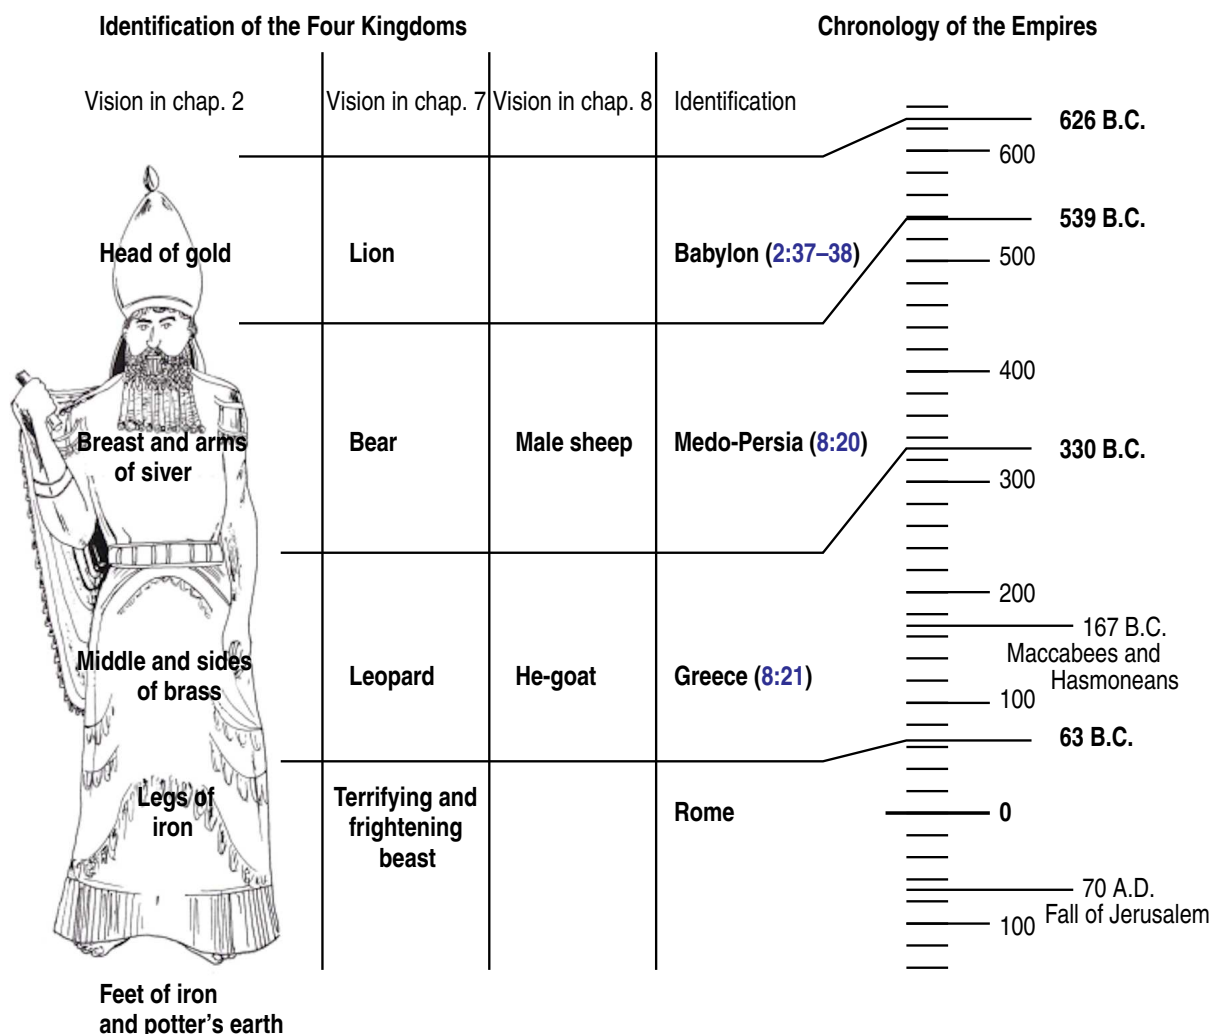 Identification of the Four Kingdoms
Chronology of the Empires
Vision in chap. 2
Vision in chap. 7
Vision in chap. 8
Identification
626 B.C.
600
539 B.C.
Head of gold
Lion
Babylon (2:37–38)
500
400
Breast and arms
of siver
Bear
Male sheep
Medo-Persia (8:20)
330 B.C.
300
200
167 B.C.
Maccabees and
Hasmoneans
Middle and sides
of brass
Leopard
He-goat
Greece (8:21)
100
63 B.C.
Legs of
iron
Terrifying and
frightening
beast
Rome
0
70 A.D.
Fall of Jerusalem
100
Feet of iron
and potter's earth